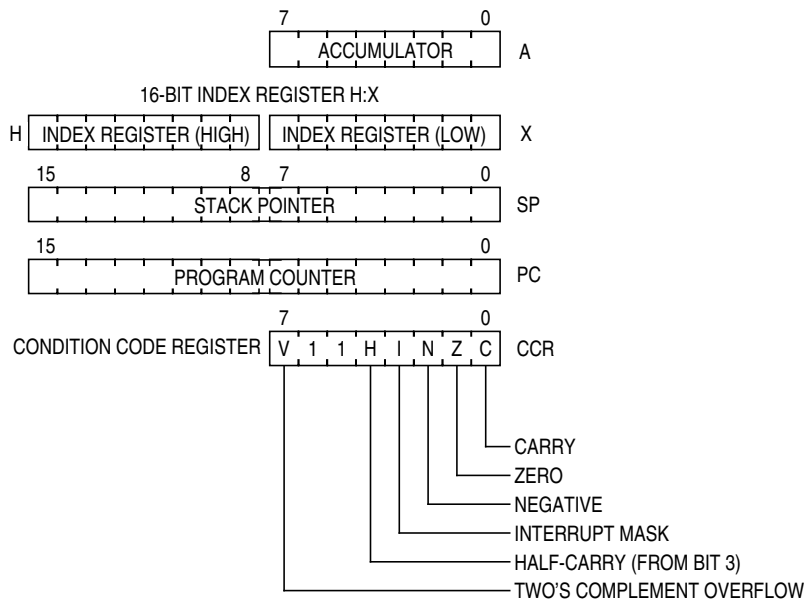 7 0
ACCUMULATOR A
16-BIT INDEX REGISTER H:X
H INDEX REGISTER (HIGH) INDEX REGISTER (LOW) X
15 8 7 0
STACK POINTER SP
15 0
PROGRAM COUNTER PC
7 0
CONDITION CODE REGISTER V 1 1 H I N Z C CCR
CARRY
ZERO
NEGATIVE
INTERRUPT MASK
HALF-CARRY (FROM BIT 3)
TWO'S COMPLEMENT OVERFLOW